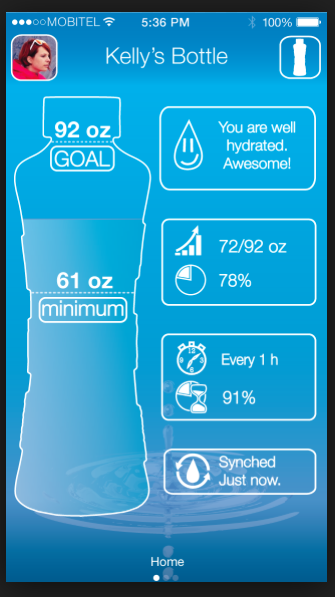 MOBITEL 5:36 PM 100%
Kelly's Bottle
92 oz
GOAL
61 oz
minimum
You are well
hydrated.
Awesome!
72/92 oz
78%
Every 1 h
91%
Synched
Just now.
Home